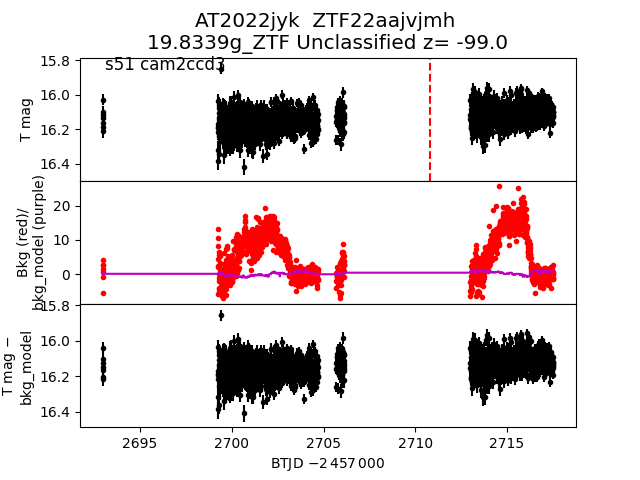 AT2022jyk  ZTF22aajvjmh
19.8339g_ZTF Unclassified z= -99.0
s51 cam2ccd3
15.8
16.0
16.2
16.4
T mag
20
10
0
Bkg (red)/
bkg_model (purple)
15.8
16.0
16.2
16.4
T mag −
bkg_model
2695
2700
2705
2710
2715
BTJD −2 457 000